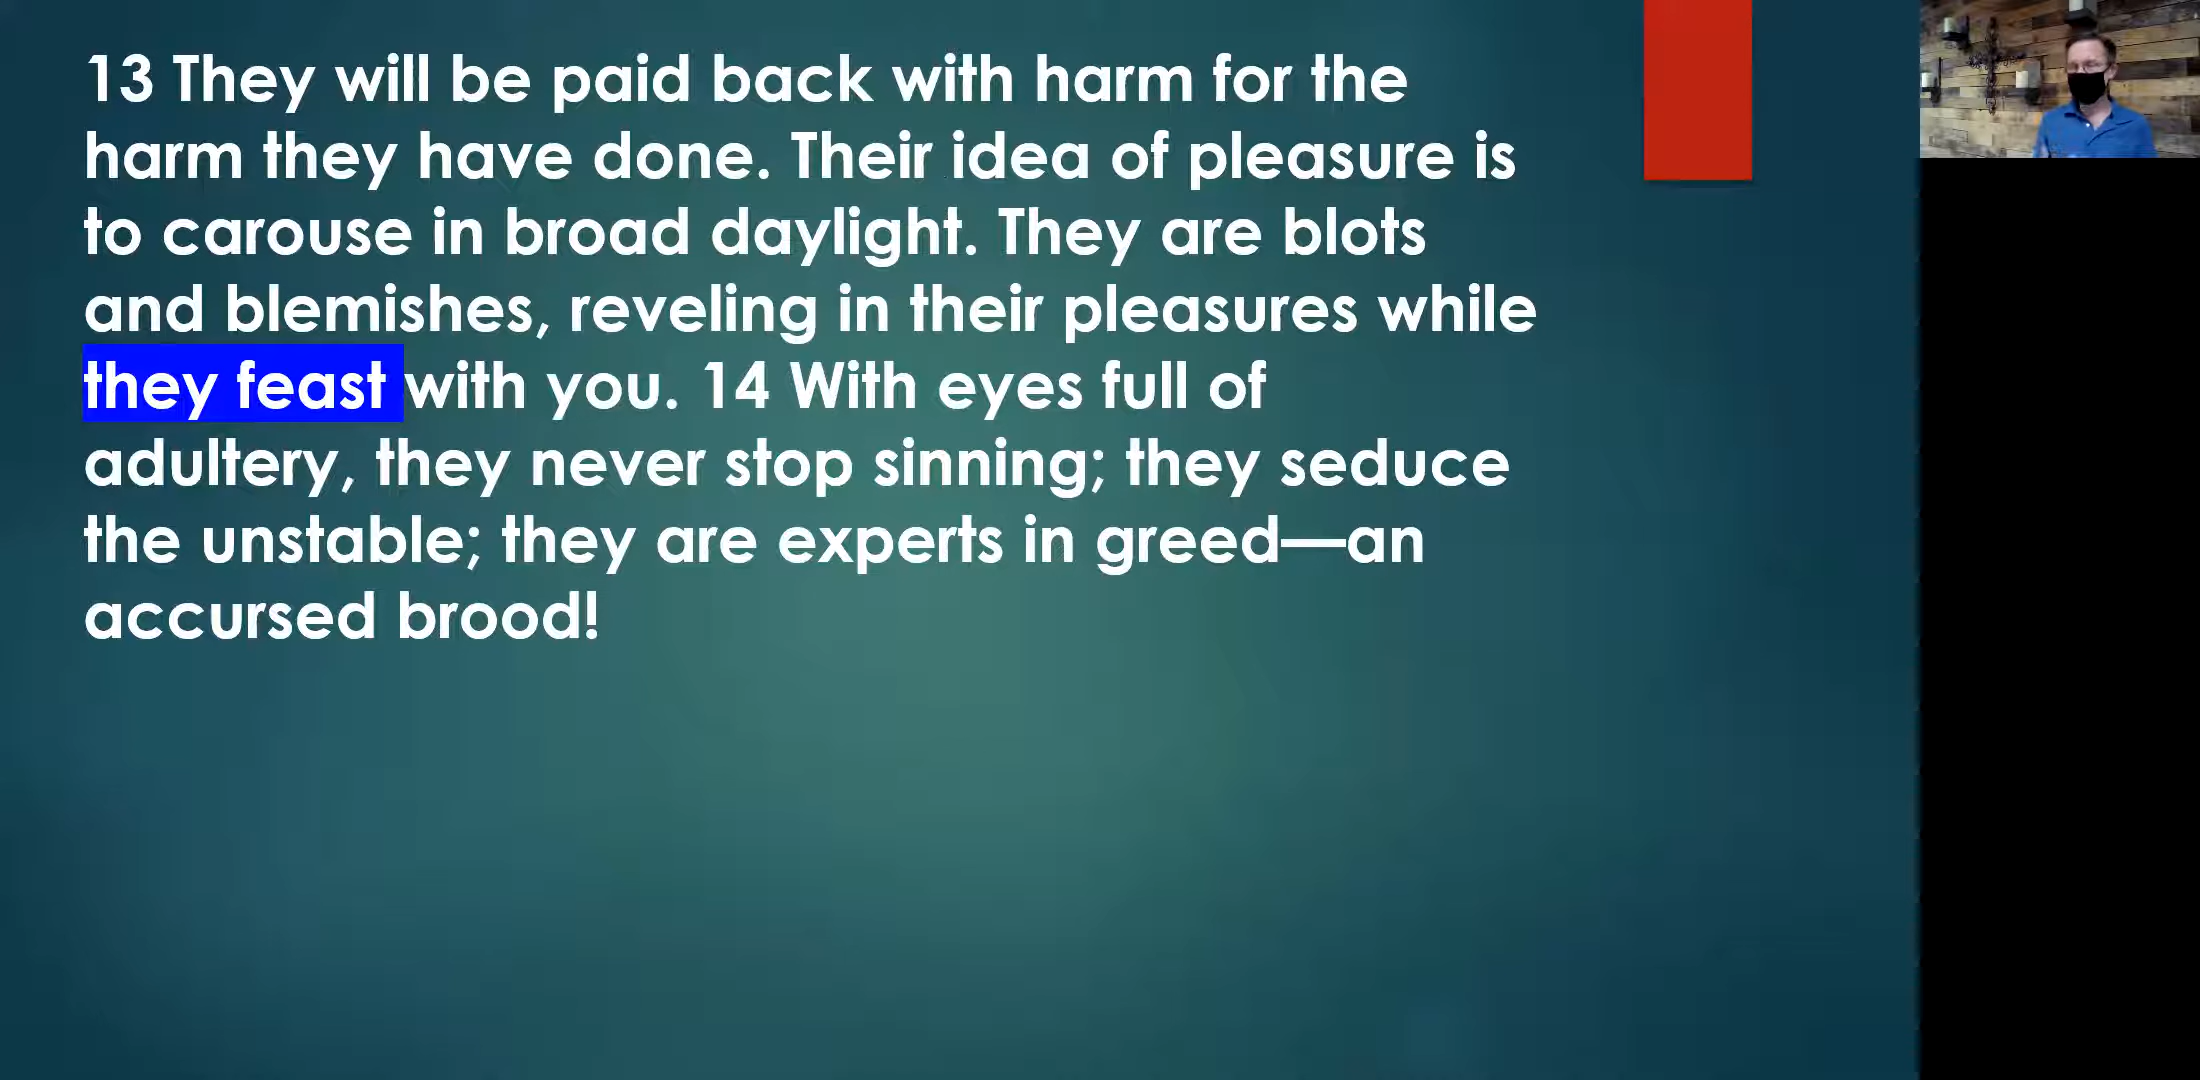 13 They will be paid back with harm for the
harm they have done. Their idea of pleasure is
to carouse in broad daylight. They are blots
and blemishes, reveling in their pleasures while
they feast with you. 14 With eyes full of
adultery, they never stop sinning; they seduce
the unstable; they are experts in greed—an
accursed brood!